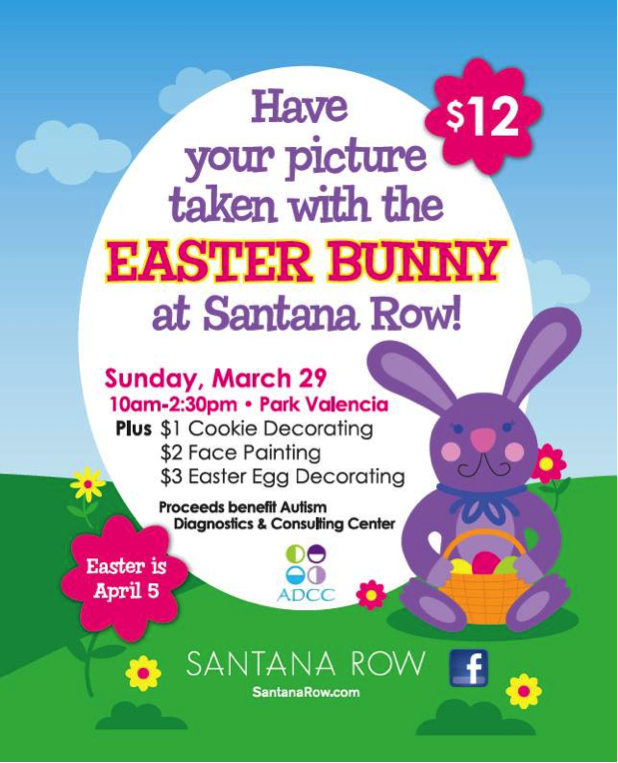 Have
your picture
taken with the
EASTER BUNNY
at Santana Row!
$12
Sunday, March 29
10am-2:30pm • Park Valencia
Plus $1 Cookie Decorating
$2 Face Painting
$3 Easter Egg Decorating
Proceeds benefit Autism
Diagnostics & Consulting Center
ADCC
Easter is
April 5
SANTANA ROW
f
SantanaRow.com